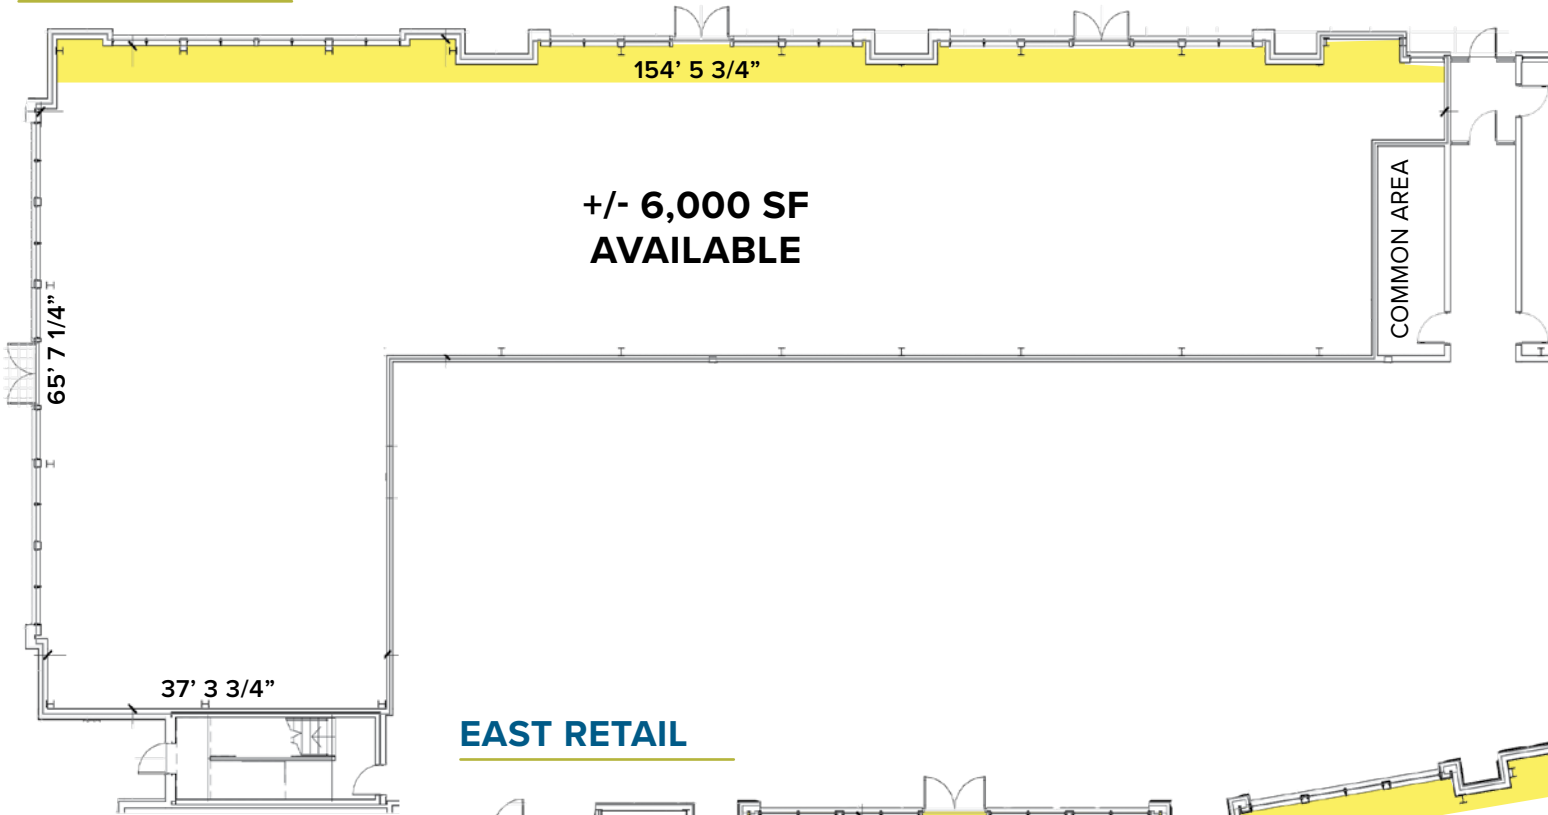 154’ 5 3/4”
+/- 6,000 SF
AVAILABLE
COMMON AREA
65’ 7 1/4”
37’ 3 3/4”
EAST RETAIL